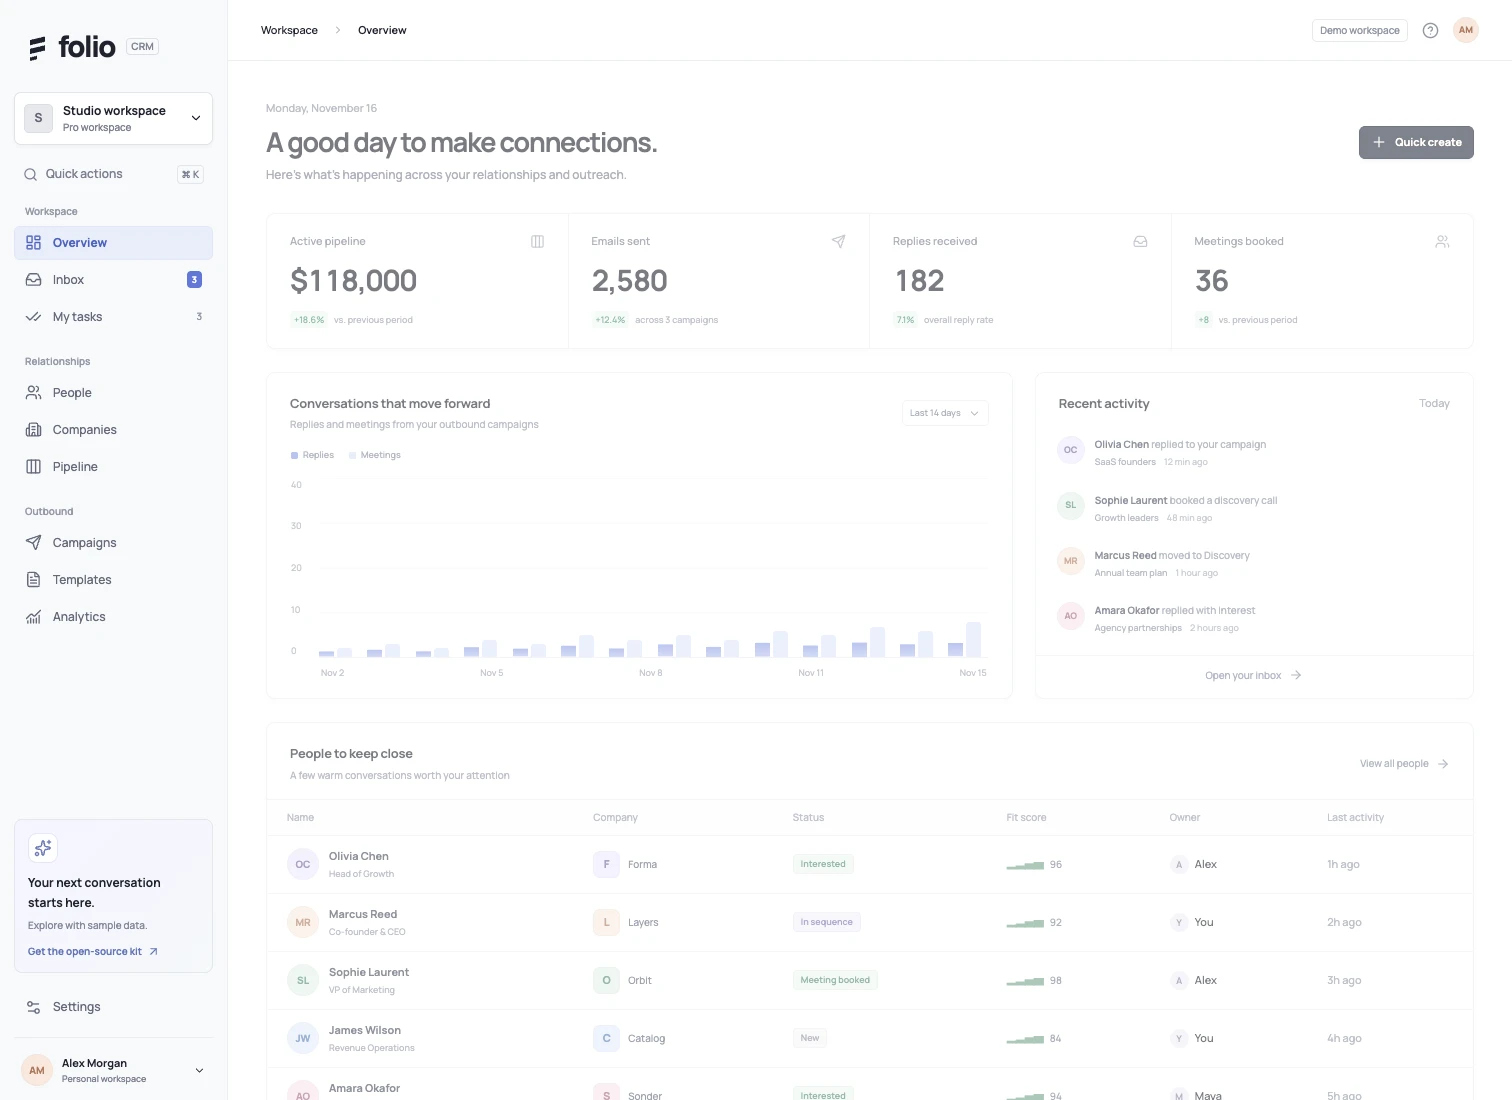 folio CRM
Studio workspace
Pro workspace
S
Quick actions ⌘ K
Workspace
Overview
Inbox 3
My tasks 3
Relationships
People
Companies
Pipeline
Outbound
Campaigns
Templates
Analytics
Your next conversation
starts here.
Explore with sample data.
Get the open-source kit
Settings
AM
Alex Morgan
Personal workspace
Workspace Overview
Demo workspace AM
Monday, November 16
A good day to make connections.
Here's what's happening across your relationships and outreach.
Quick create
Active pipeline
$118,000
+18.6% vs. previous period
Emails sent
2,580
+12.4% across 3 campaigns
Replies received
182
7.1% overall reply rate
Meetings booked
36
+8 vs. previous period
Conversations that move forward
Replies and meetings from your outbound campaigns
Last 14 days
Replies Meetings
40
30
20
10
0
Nov 2 Nov 5 Nov 8 Nov 11 Nov 15
Recent activity Today
OC
Olivia Chen replied to your campaign
SaaS founders 12 min ago
SL
Sophie Laurent booked a discovery call
Growth leaders 48 min ago
MR
Marcus Reed moved to Discovery
Annual team plan 1 hour ago
AO
Amara Okafor replied with interest
Agency partnerships 2 hours ago
Open your inbox
People to keep close
A few warm conversations worth your attention
View all people
Name Company Status Fit score Owner Last activity
OC Olivia Chen F Forma Interested 96 A Alex 1h ago
Head of Growth
MR Marcus Reed L Layers In sequence 92 Y You 2h ago
Co-founder & CEO
SL Sophie Laurent O Orbit Meeting booked 98 A Alex 3h ago
VP of Marketing
JW James Wilson C Catalog New 84 Y You 4h ago
Revenue Operations
AO Amara Okafor S Sonder Interested 94 M Maya 5h ago